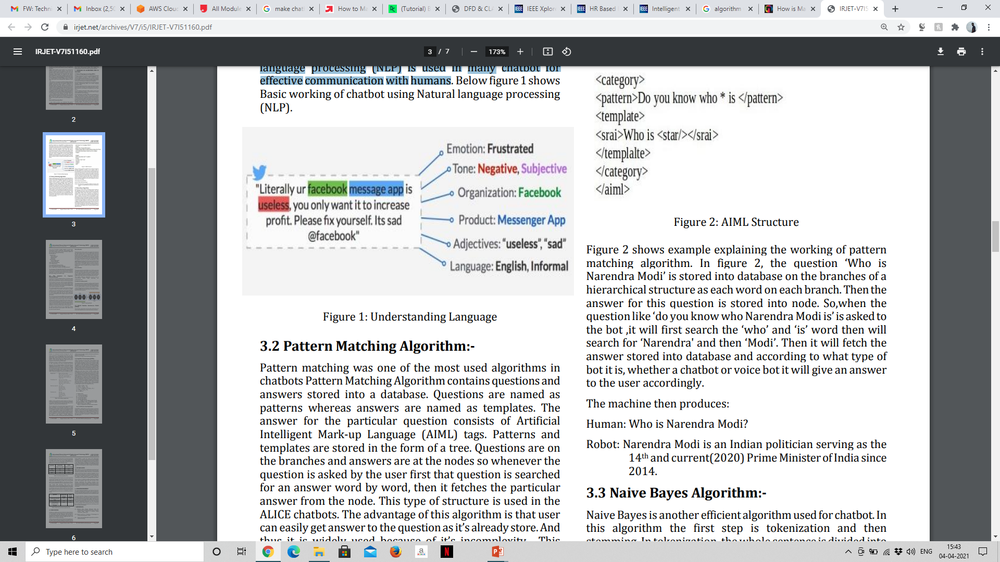 FW: Techni
Inbox (2,50
AWS Clou
All Module
make chat
How to Ma
(Tutorial) B
DFD & CLA
IEEE Xplor
HR Based
Intelligent
algorithm
How is Ma
IRJET-V7I5
irjet.net/archives/V7/i5/IRJET-V7I51160.pdf
IRJET-V7I51160.pdf
3 / 7
173%
2
3
4
5
6
language processing (NLP) is used in many chatbot for
effective communication with humans. Below figure 1 shows
Basic working of chatbot using Natural language processing
(NLP).
"Literally ur facebook message app is
useless, you only want it to increase
profit. Please fix yourself. Its sad
@facebook"
Emotion: Frustrated
Tone: Negative, Subjective
Organization: Facebook
Product: Messenger App
Adjectives: “useless”, “sad”
Language: English, Informal
Figure 1: Understanding Language
3.2 Pattern Matching Algorithm:-
Pattern matching was one of the most used algorithms in
chatbots Pattern Matching Algorithm contains questions and
answers stored into a database. Questions are named as
patterns whereas answers are named as templates. The
answer for the particular question consists of Artificial
Intelligent Mark-up Language (AIML) tags. Patterns and
templates are stored in the form of a tree. Questions are on
the branches and answers are at the nodes so whenever the
question is asked by the user first that question is searched
for an answer word by word, then it fetches the particular
answer from the node. This type of structure is used in the
ALICE chatbots. The advantage of this algorithm is that user
can easily get answer to the question as it’s already store. And
thus it is widely used because of it’s incomplexity. This
<category>
<pattern>Do you know who * is </pattern>
<template>
<srai>Who is <star/></srai>
</templalte>
</category>
</aiml>
Figure 2: AIML Structure
Figure 2 shows example explaining the working of pattern
matching algorithm. In figure 2, the question ‘Who is
Narendra Modi’ is stored into database on the branches of a
hierarchical structure as each word on each branch. Then the
answer for this question is stored into node. So,when the
question like ‘do you know who Narendra Modi is’ is asked to
the bot ,it will first search the ‘who’ and ‘is’ word then will
search for ‘Narendra' and then ‘Modi’. Then it will fetch the
answer stored into database and according to what type of
bot it is, whether a chatbot or voice bot it will give an answer
to the user accordingly.
The machine then produces:
Human: Who is Narendra Modi?
Robot: Narendra Modi is an Indian politician serving as the
14th and current(2020) Prime Minister of India since
2014.
3.3 Naive Bayes Algorithm:-
Naive Bayes is another efficient algorithm used for chatbot. In
this algorithm the first step is tokenization and then
stemming. In tokenization, the whole sentence is divided into
Type here to search
ENG
15:43
04-04-2021